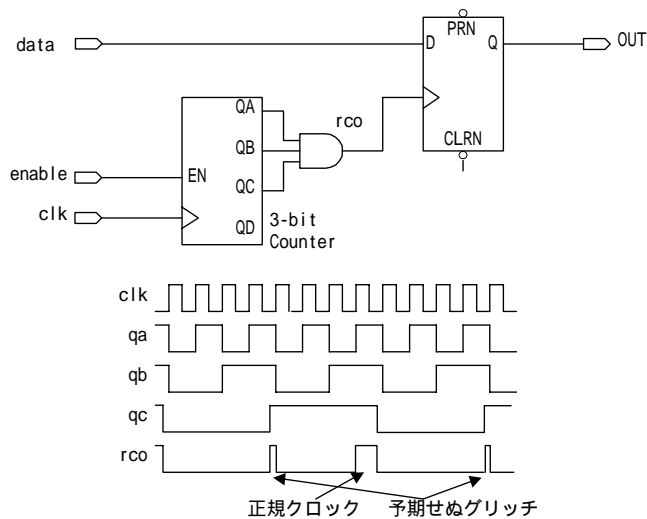 data
D
PRN
Q
OUT
CLRN
QA
QB
QC
QD
rco
enable
EN
clk
3-bit
Counter
clk
qa
qb
qc
rco
正規クロック
予期せぬグリッチ